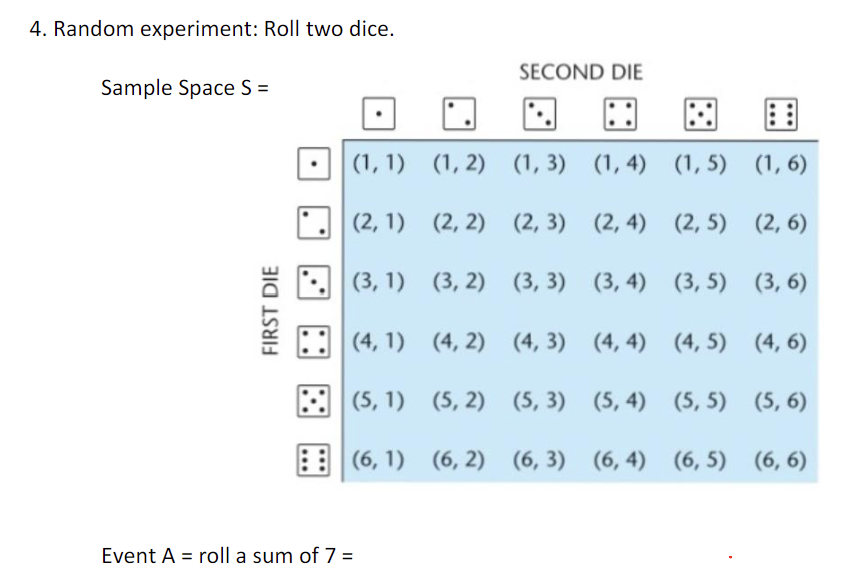 4. Random experiment: Roll two dice.
SECOND DIE
Sample Space S =
(1, 1) (1, 2) (1, 3) (1, 4) (1, 5) (1, 6)
(2, 1) (2, 2) (2, 3) (2, 4) (2, 5) (2, 6)
FIRST DIE
(3, 1) (3, 2) (3, 3) (3, 4) (3, 5) (3, 6)
(4, 1) (4, 2) (4, 3) (4, 4) (4, 5) (4, 6)
(5, 1) (5, 2) (5, 3) (5, 4) (5, 5) (5, 6)
(6, 1) (6, 2) (6, 3) (6, 4) (6, 5) (6, 6)
Event A = roll a sum of 7 =